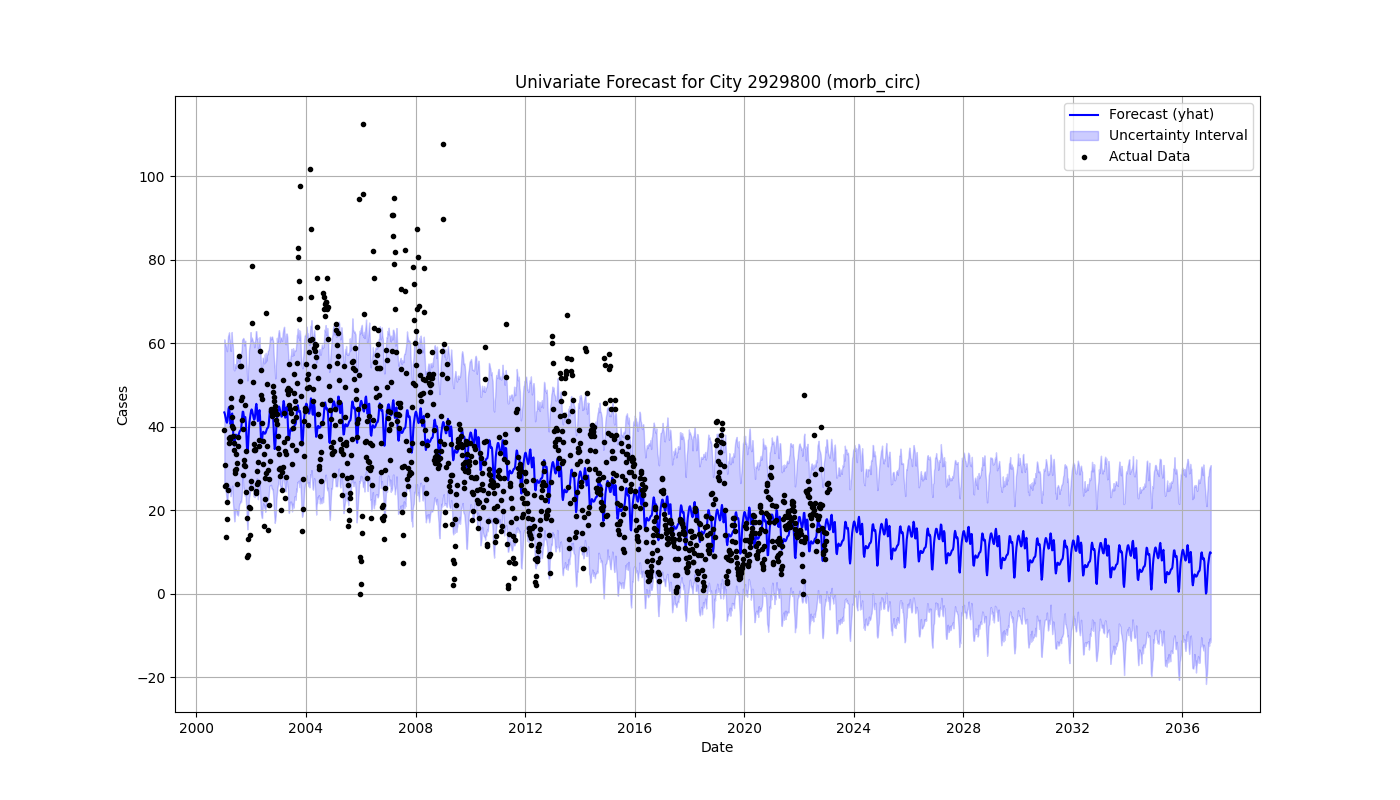 Univariate Forecast for City 2929800 (morb_circ)
Forecast (yhat)
Uncertainty Interval
Actual Data
Cases
100
80
60
40
20
0
−20
2000 2004 2008 2012 2016 2020 2024 2028 2032 2036
Date